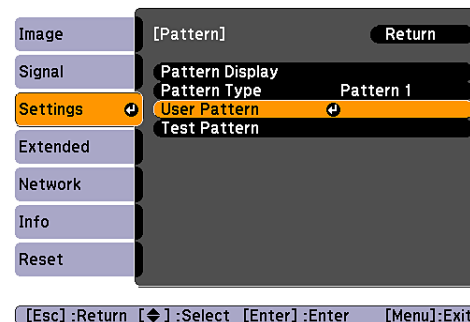 Image
Signal
Settings
Extended
Network
Info
Reset
[Pattern]
Return
Pattern Display
Pattern Type Pattern 1
User Pattern
Test Pattern
[Esc] :Return [◆] :Select [Enter] :Enter [Menu]:Exit